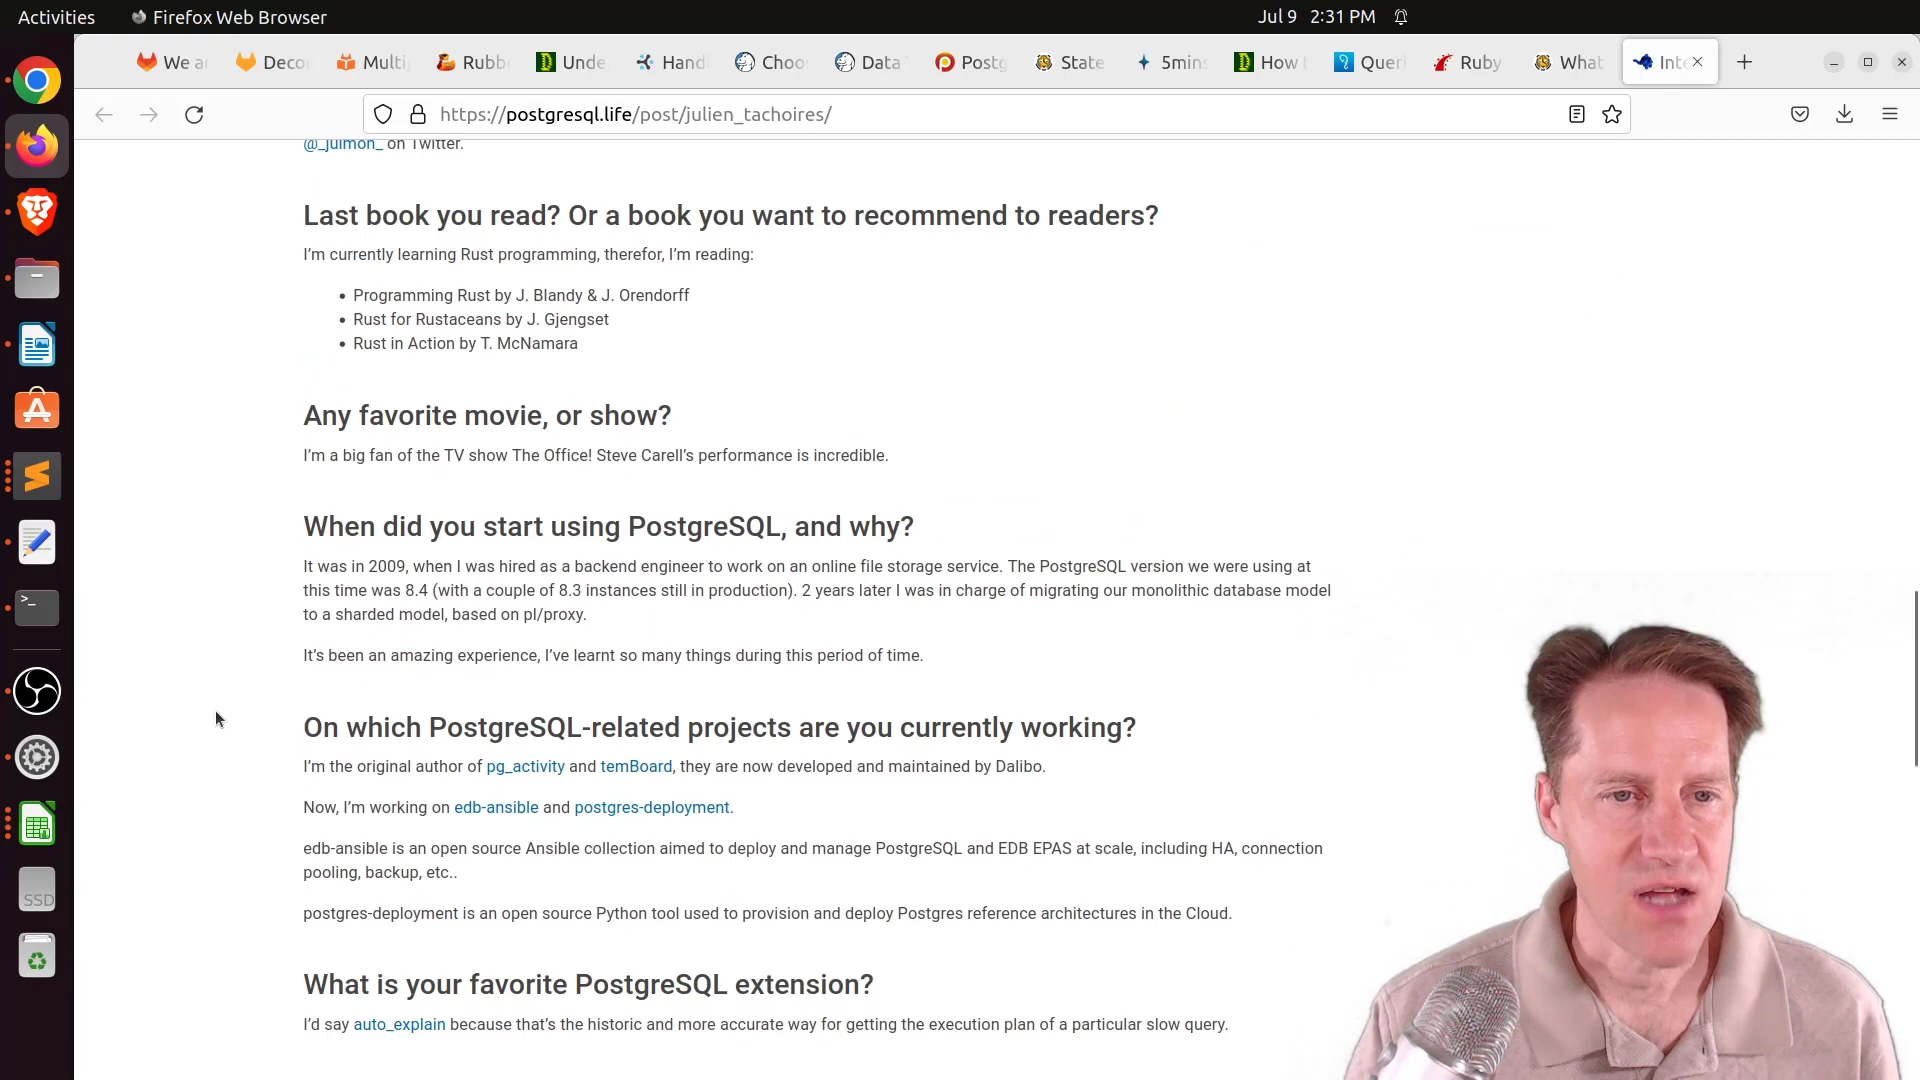 Activities
Firefox Web Browser
Jul 9 2:31 PM
We ar
Deco
Multi
Rubb
Unde
Handl
Choo
Data
Postg
State
5mins
How t
Queri
Ruby
What
Inte
https://postgresql.life/post/julien_tachoires/
@_julmon_ on Twitter.
Last book you read? Or a book you want to recommend to readers?
I'm currently learning Rust programming, therefor, I'm reading:
• Programming Rust by J. Blandy & J. Orendorff
• Rust for Rustaceans by J. Gjengset
• Rust in Action by T. McNamara
Any favorite movie, or show?
I'm a big fan of the TV show The Office! Steve Carell's performance is incredible.
When did you start using PostgreSQL, and why?
It was in 2009, when I was hired as a backend engineer to work on an online file storage service. The PostgreSQL version we were using at
this time was 8.4 (with a couple of 8.3 instances still in production). 2 years later I was in charge of migrating our monolithic database model
to a sharded model, based on pl/proxy.
It's been an amazing experience, I've learnt so many things during this period of time.
On which PostgreSQL-related projects are you currently working?
I'm the original author of pg_activity and temBoard, they are now developed and maintained by Dalibo.
Now, I'm working on edb-ansible and postgres-deployment.
edb-ansible is an open source Ansible collection aimed to deploy and manage PostgreSQL and EDB EPAS at scale, including HA, connection
pooling, backup, etc..
postgres-deployment is an open source Python tool used to provision and deploy Postgres reference architectures in the Cloud.
What is your favorite PostgreSQL extension?
I'd say auto_explain because that's the historic and more accurate way for getting the execution plan of a particular slow query.
SSD